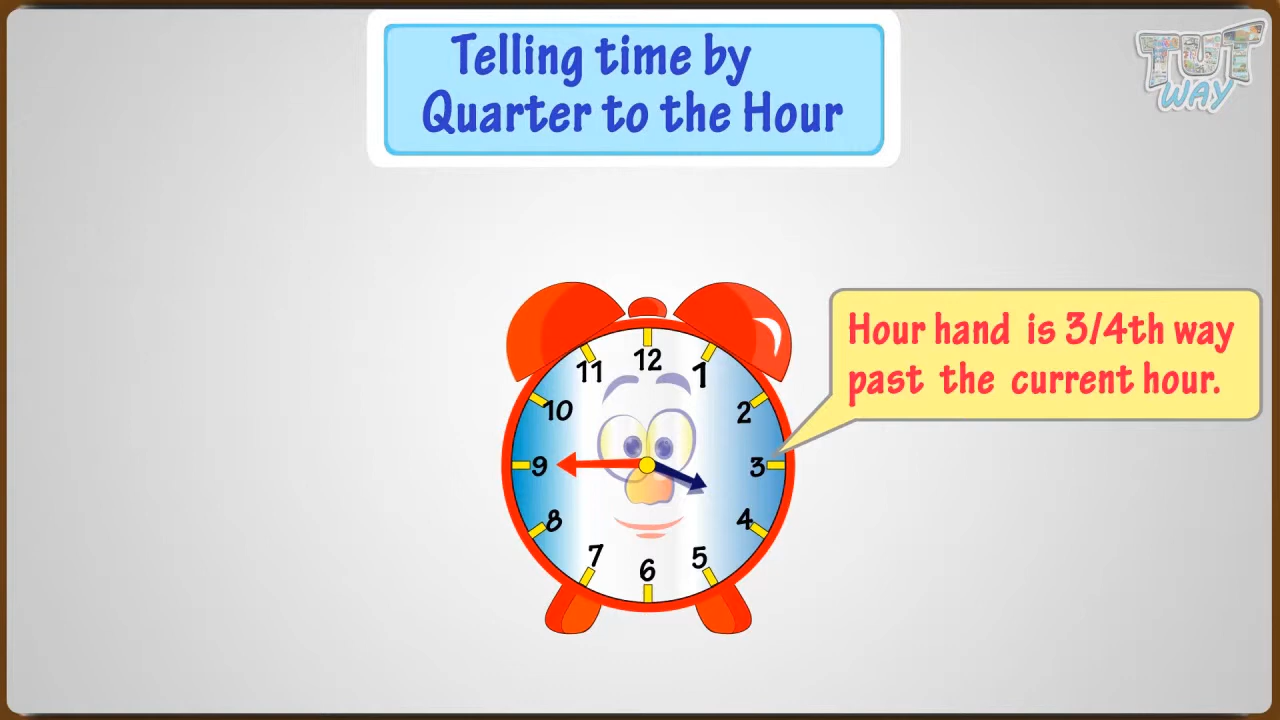 Telling time by
Quarter to the Hour
TUT
WAY
Hour hand is 3/4th way
past the current hour.
12
11
1
10
2
9
3
8
4
7
5
6